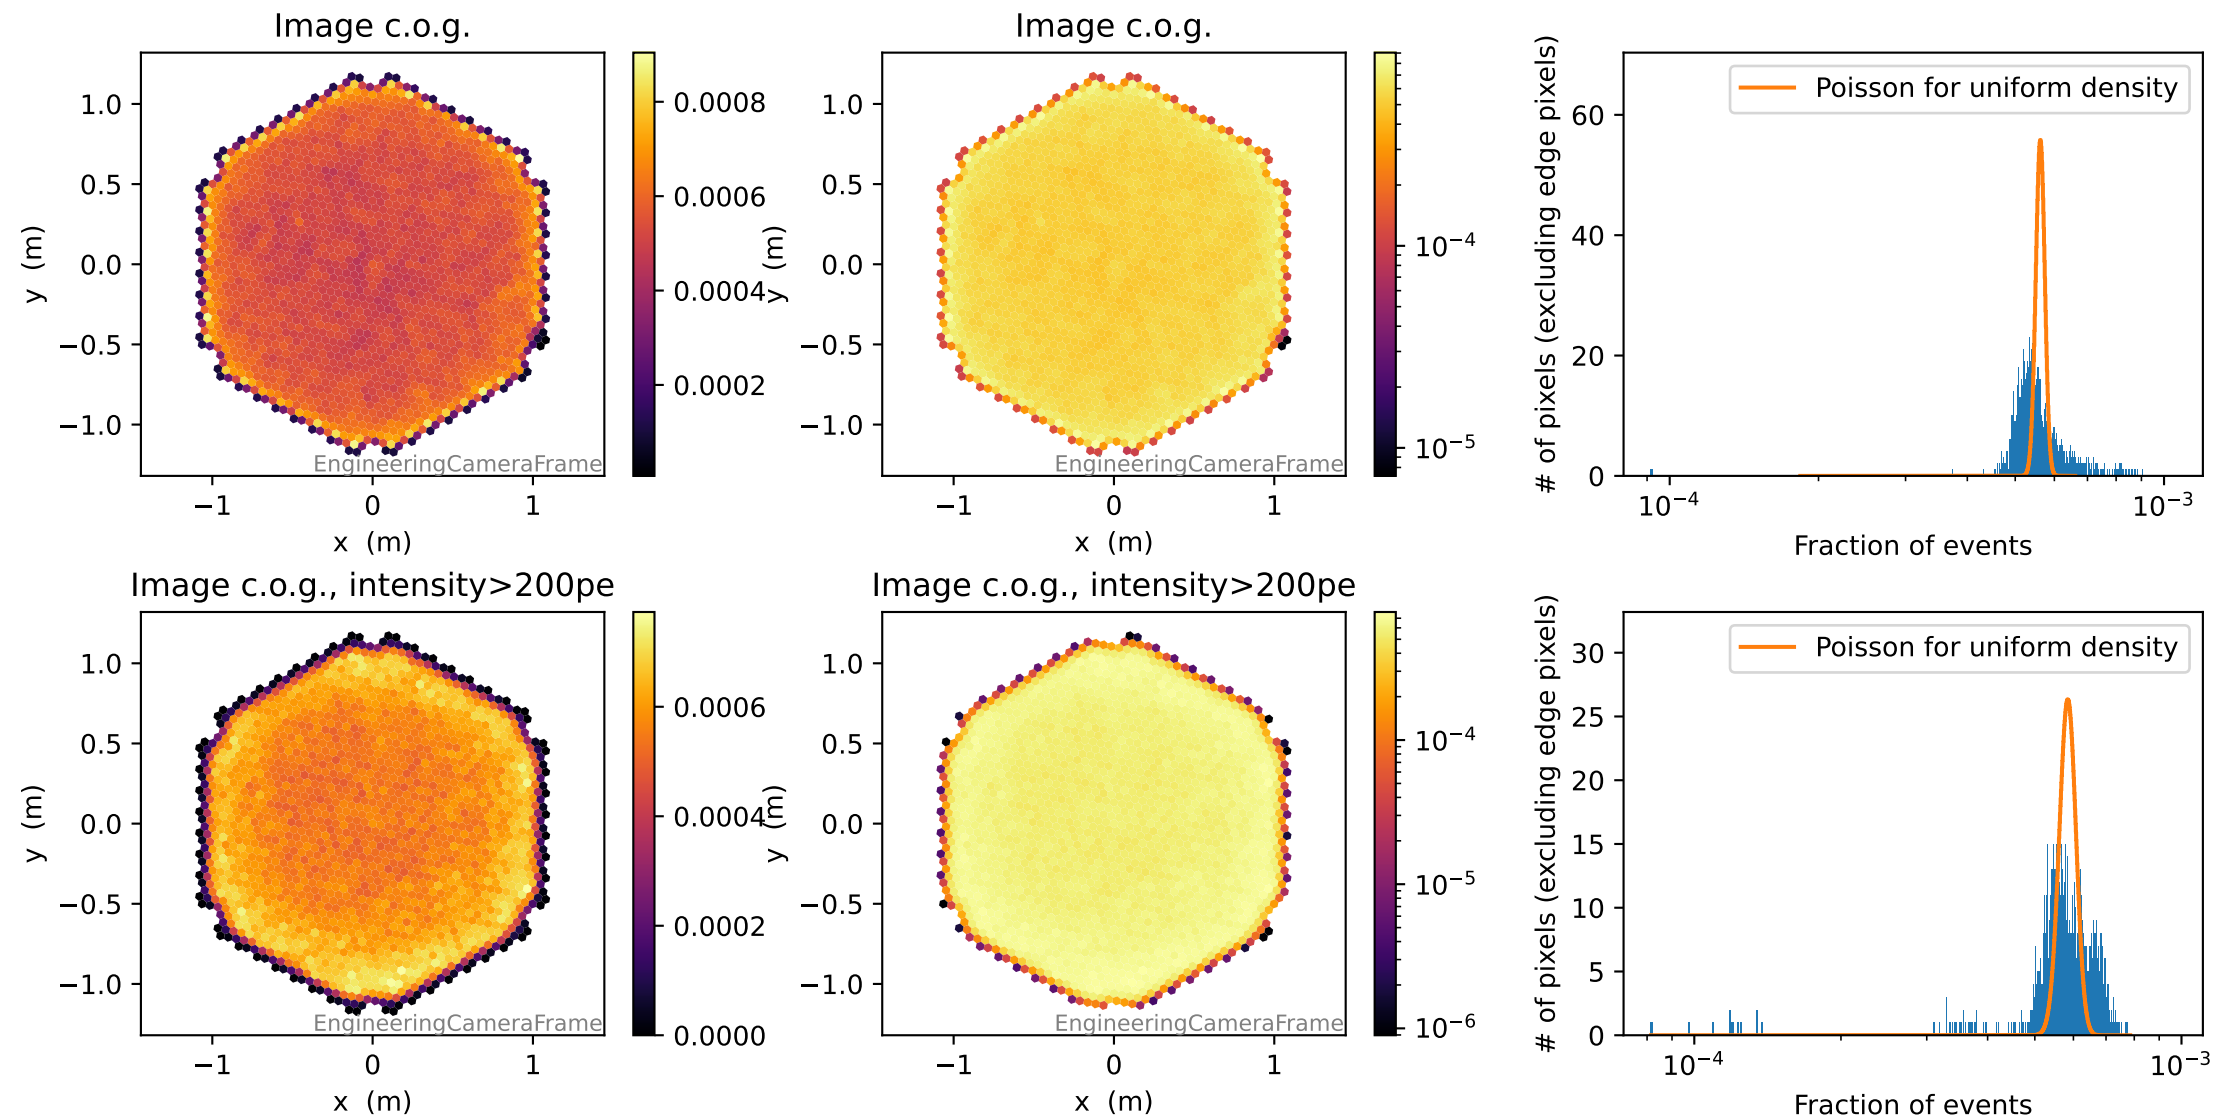 Image c.o.g.
1.0
0.5
0.0
−0.5
−1.0
y (m)
−1
0
1
x (m)
EngineeringCameraFrame
0.0008
0.0006
0.0004
0.0002
Image c.o.g.
1.0
0.5
0.0
−0.5
−1.0
y (m)
−1
0
1
x (m)
EngineeringCameraFrame
10⁻⁴
10⁻⁵
Poisson for uniform density
# of pixels (excluding edge pixels)
60
40
20
0
10⁻⁴
10⁻³
Fraction of events
Image c.o.g., intensity>200pe
1.0
0.5
0.0
−0.5
−1.0
y (m)
−1
0
1
x (m)
EngineeringCameraFrame
0.0006
0.0004
0.0002
0.0000
Image c.o.g., intensity>200pe
1.0
0.5
0.0
−0.5
−1.0
y (m)
−1
0
1
x (m)
EngineeringCameraFrame
10⁻⁴
10⁻⁵
10⁻⁶
Poisson for uniform density
# of pixels (excluding edge pixels)
30
25
20
15
10
5
0
10⁻⁴
10⁻³
Fraction of events